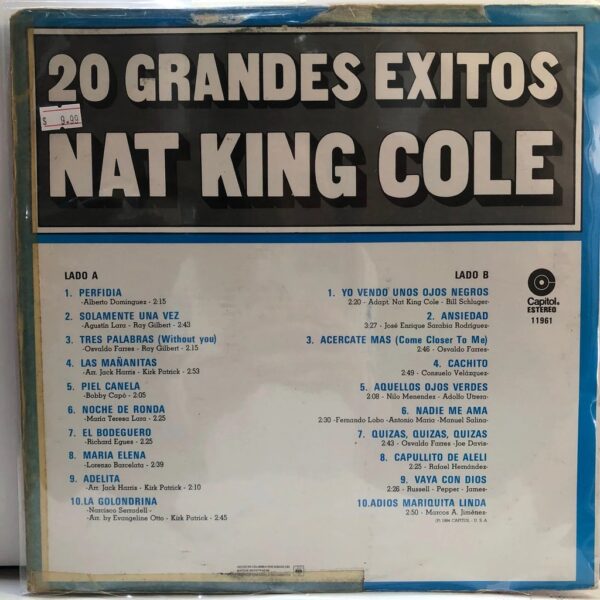 20 GRANDES EXITOS
$ 9.99
NAT KING COLE
LADO A
1. PERFIDIA
-Alberto Dominguez - 2:15
2. SOLAMENTE UNA VEZ
-Agustín Lara - Ray Gilbert - 2:43
3. TRES PALABRAS (Without you)
-Osvaldo Farres - Ray Gilbert - 2.15
4. LAS MAÑANITAS
-Arr. Jack Harris - Kirk Patrick - 2.53
5. PIEL CANELA
-Bobby Capó - 2:05
6. NOCHE DE RONDA
-María Teresa Lara - 2:25
7. EL BODEGUERO
-Richard Egues - 2:25
8. MARIA ELENA
-Lorenzo Barcelata - 2:39
9. ADELITA
-Arr. Jack Harris - Kirk Patrick - 2:10
10.LA GOLONDRINA
-Narciso Serradell -
-Arr. by Evangeline Otto - Kirk Patrick - 2:45
LADO B
1. YO VENDO UNOS OJOS NEGROS
2:20 - Adapt. Nat King Cole - Bill Schluger
2. ANSIEDAD
3:27 - José Enrique Sarabia Rodríguez
3. ACERCATE MAS (Come Closer To Me)
2:46 - Osvaldo Farres
4. CACHITO
2:49 - Consuelo Velázquez
5. AQUELLOS OJOS VERDES
2:08 - Nilo Menendez - Adolfo Utrera
6. NADIE ME AMA
2:30 -Fernando Lobo -Antonio Maria -Manuel Salina
7. QUIZAS, QUIZAS, QUIZAS
2:43 - Osvaldo Farres -Joe Davis-
8. CAPULLITO DE ALELI
2:25 - Rafael Hernández
9. VAYA CON DIOS
2:26 - Russell - Pepper - James-
10.ADIOS MARIQUITA LINDA
2:50 - Marcos A. Jiménez-
(P) 1984 CAPITOL - U. S. A
Capitol®
ESTÉREO
11961